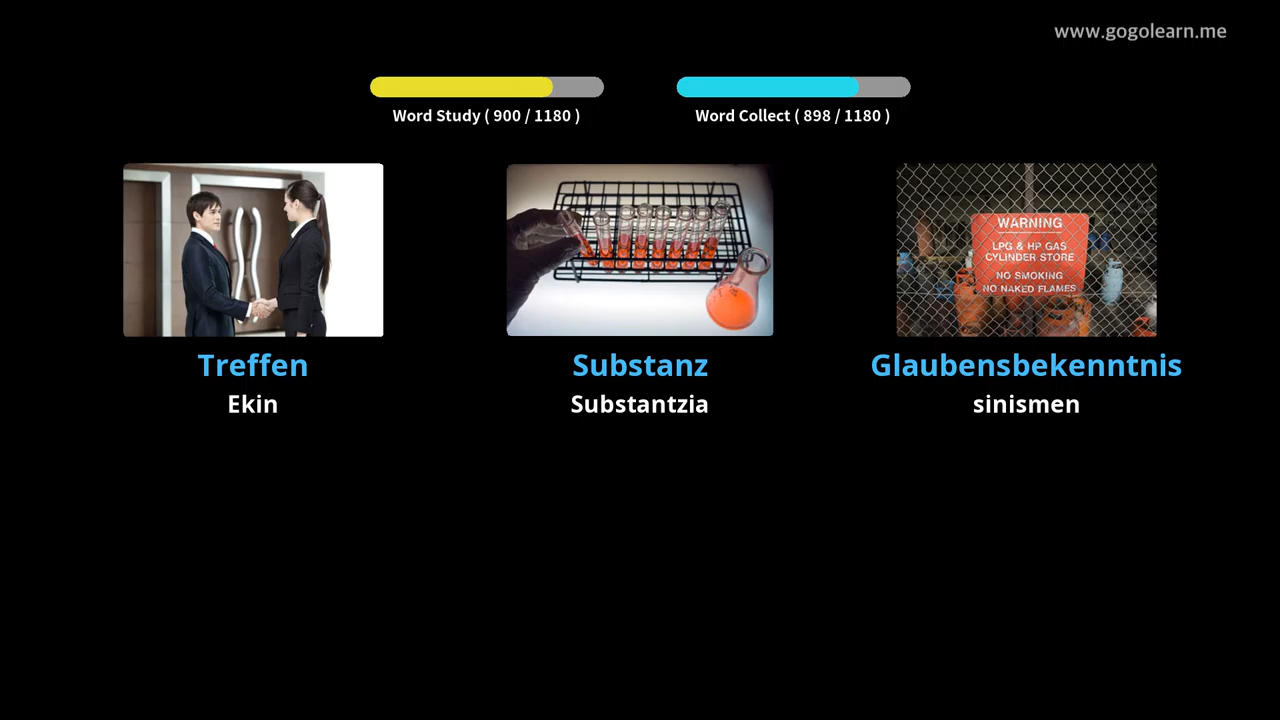 www.gogolearn.me
Word Study ( 900 / 1180 )
Word Collect ( 898 / 1180 )
WARNING
LPG & HP GAS
CYLINDER STORE
NO SMOKING
NO NAKED FLAMES
Treffen
Substanz
Glaubensbekenntnis
Ekin
Substantzia
sinismen